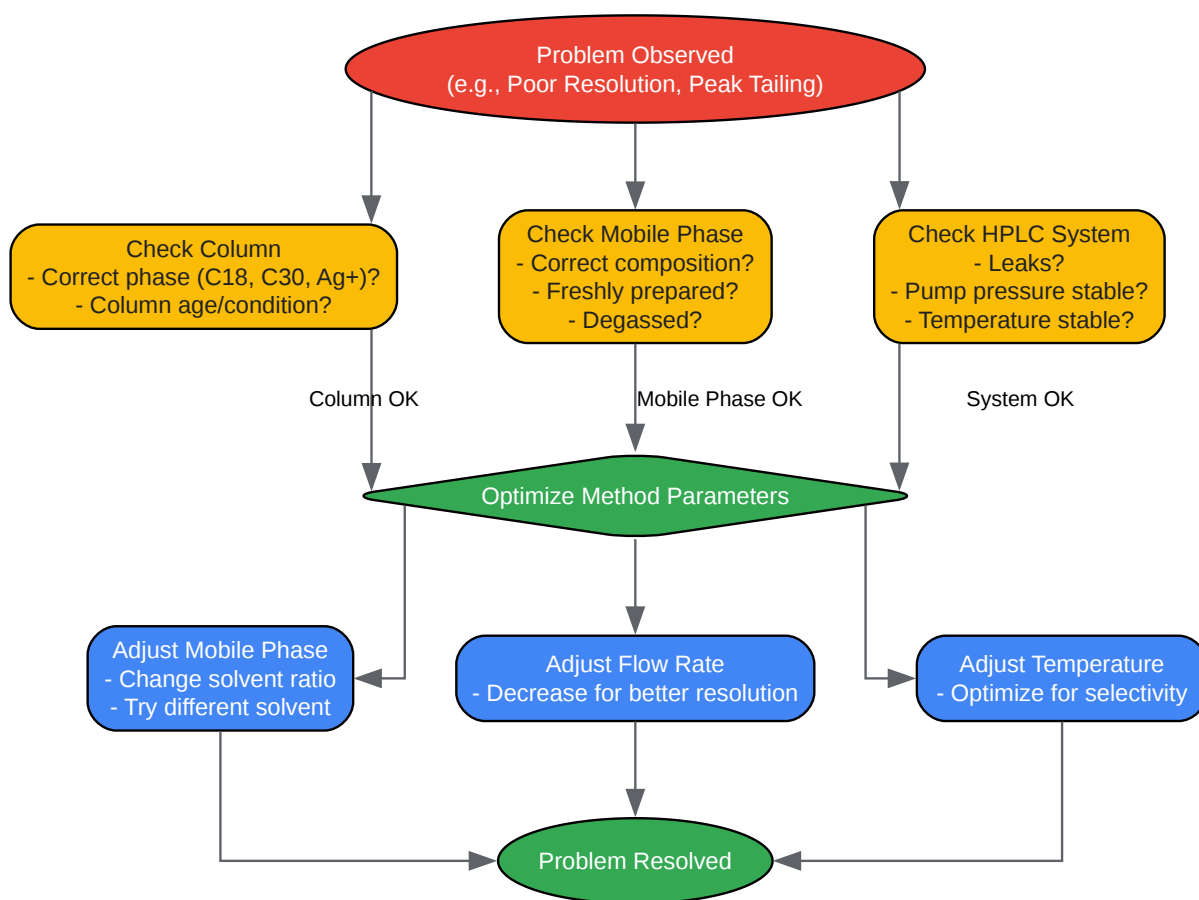 Problem Observed
(e.g., Poor Resolution, Peak Tailing)
Check Column
- Correct phase (C18, C30, Ag+)?
- Column age/condition?
Check Mobile Phase
- Correct composition?
- Freshly prepared?
- Degassed?
Check HPLC System
- Leaks?
- Pump pressure stable?
- Temperature stable?
Column OK
Mobile Phase OK
System OK
Optimize Method Parameters
Adjust Mobile Phase
- Change solvent ratio
- Try different solvent
Adjust Flow Rate
- Decrease for better resolution
Adjust Temperature
- Optimize for selectivity
Problem Resolved